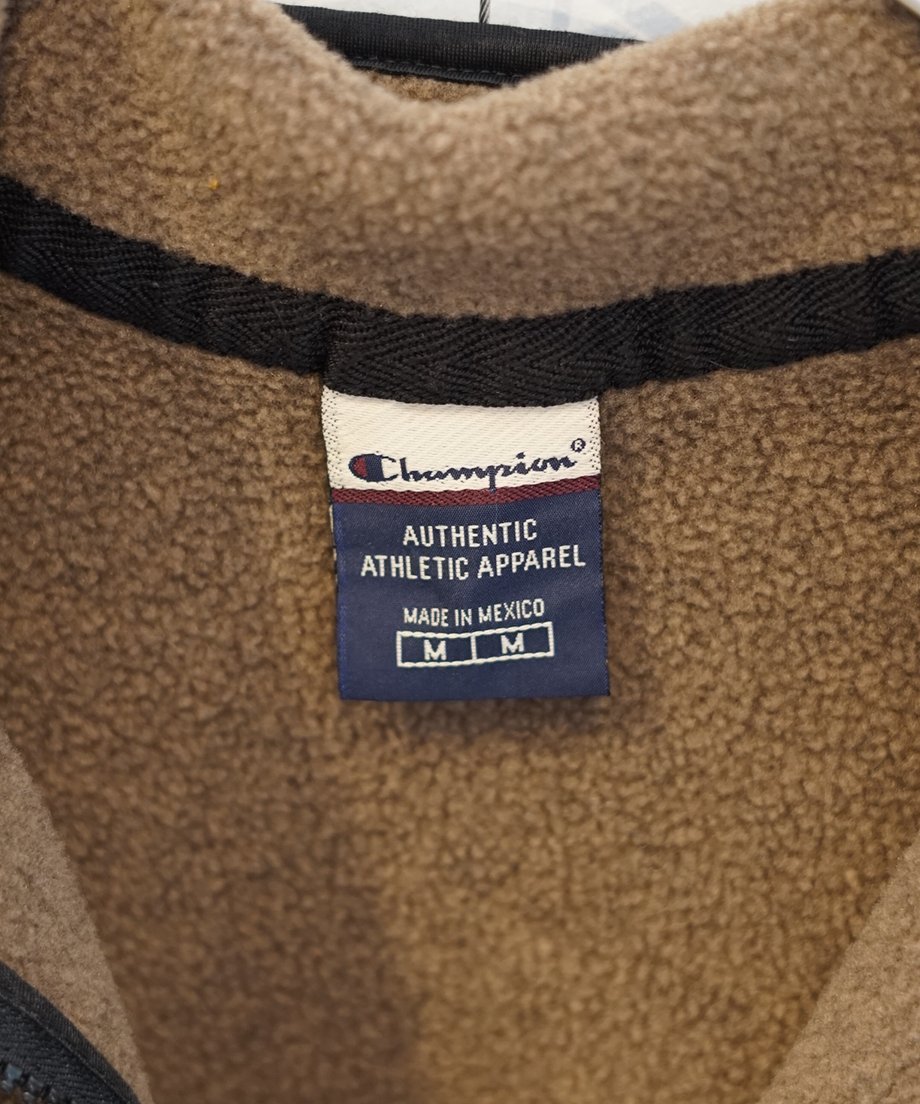 Champion®
AUTHENTIC
ATHLETIC APPAREL
MADE IN MEXICO
M M